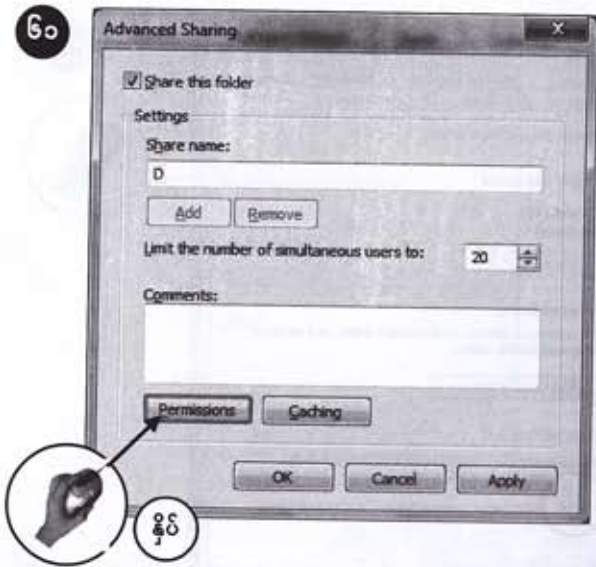 ၆၁
Advanced Sharing
Share this folder
Settings
Share name:
D
Add Remove
Limit the number of simultaneous users to:
20
Comments:
Permissions Caching
OK Cancel Apply
နှိပ်